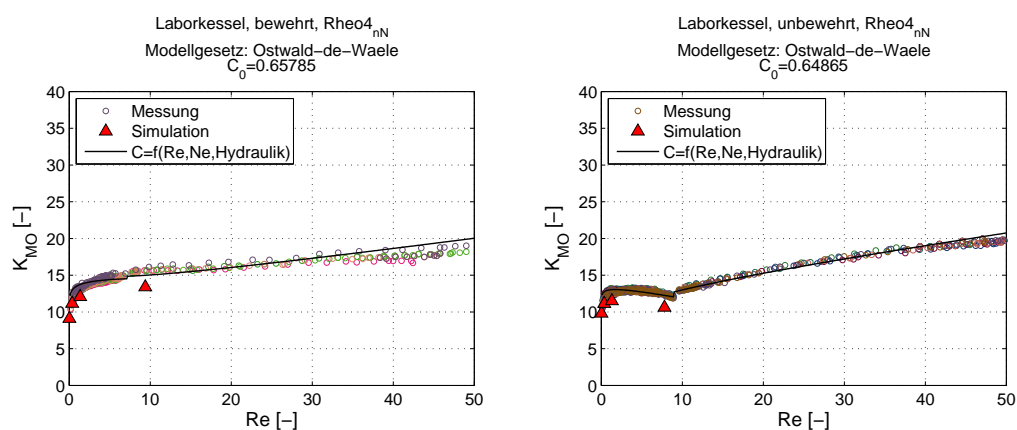 Laborkessel, bewehrt, Rheo4nN
Modellgesetz: Ostwald−de−Waele
C0=0.65785
Messung
Simulation
C=f(Re,Ne,Hydraulik)
KMO [−]
40
35
30
25
20
15
10
5
0
0 10 20 30 40 50
Re [−]
Laborkessel, unbewehrt, Rheo4nN
Modellgesetz: Ostwald−de−Waele
C0=0.64865
Messung
Simulation
C=f(Re,Ne,Hydraulik)
KMO [−]
40
35
30
25
20
15
10
5
0
0 10 20 30 40 50
Re [−]